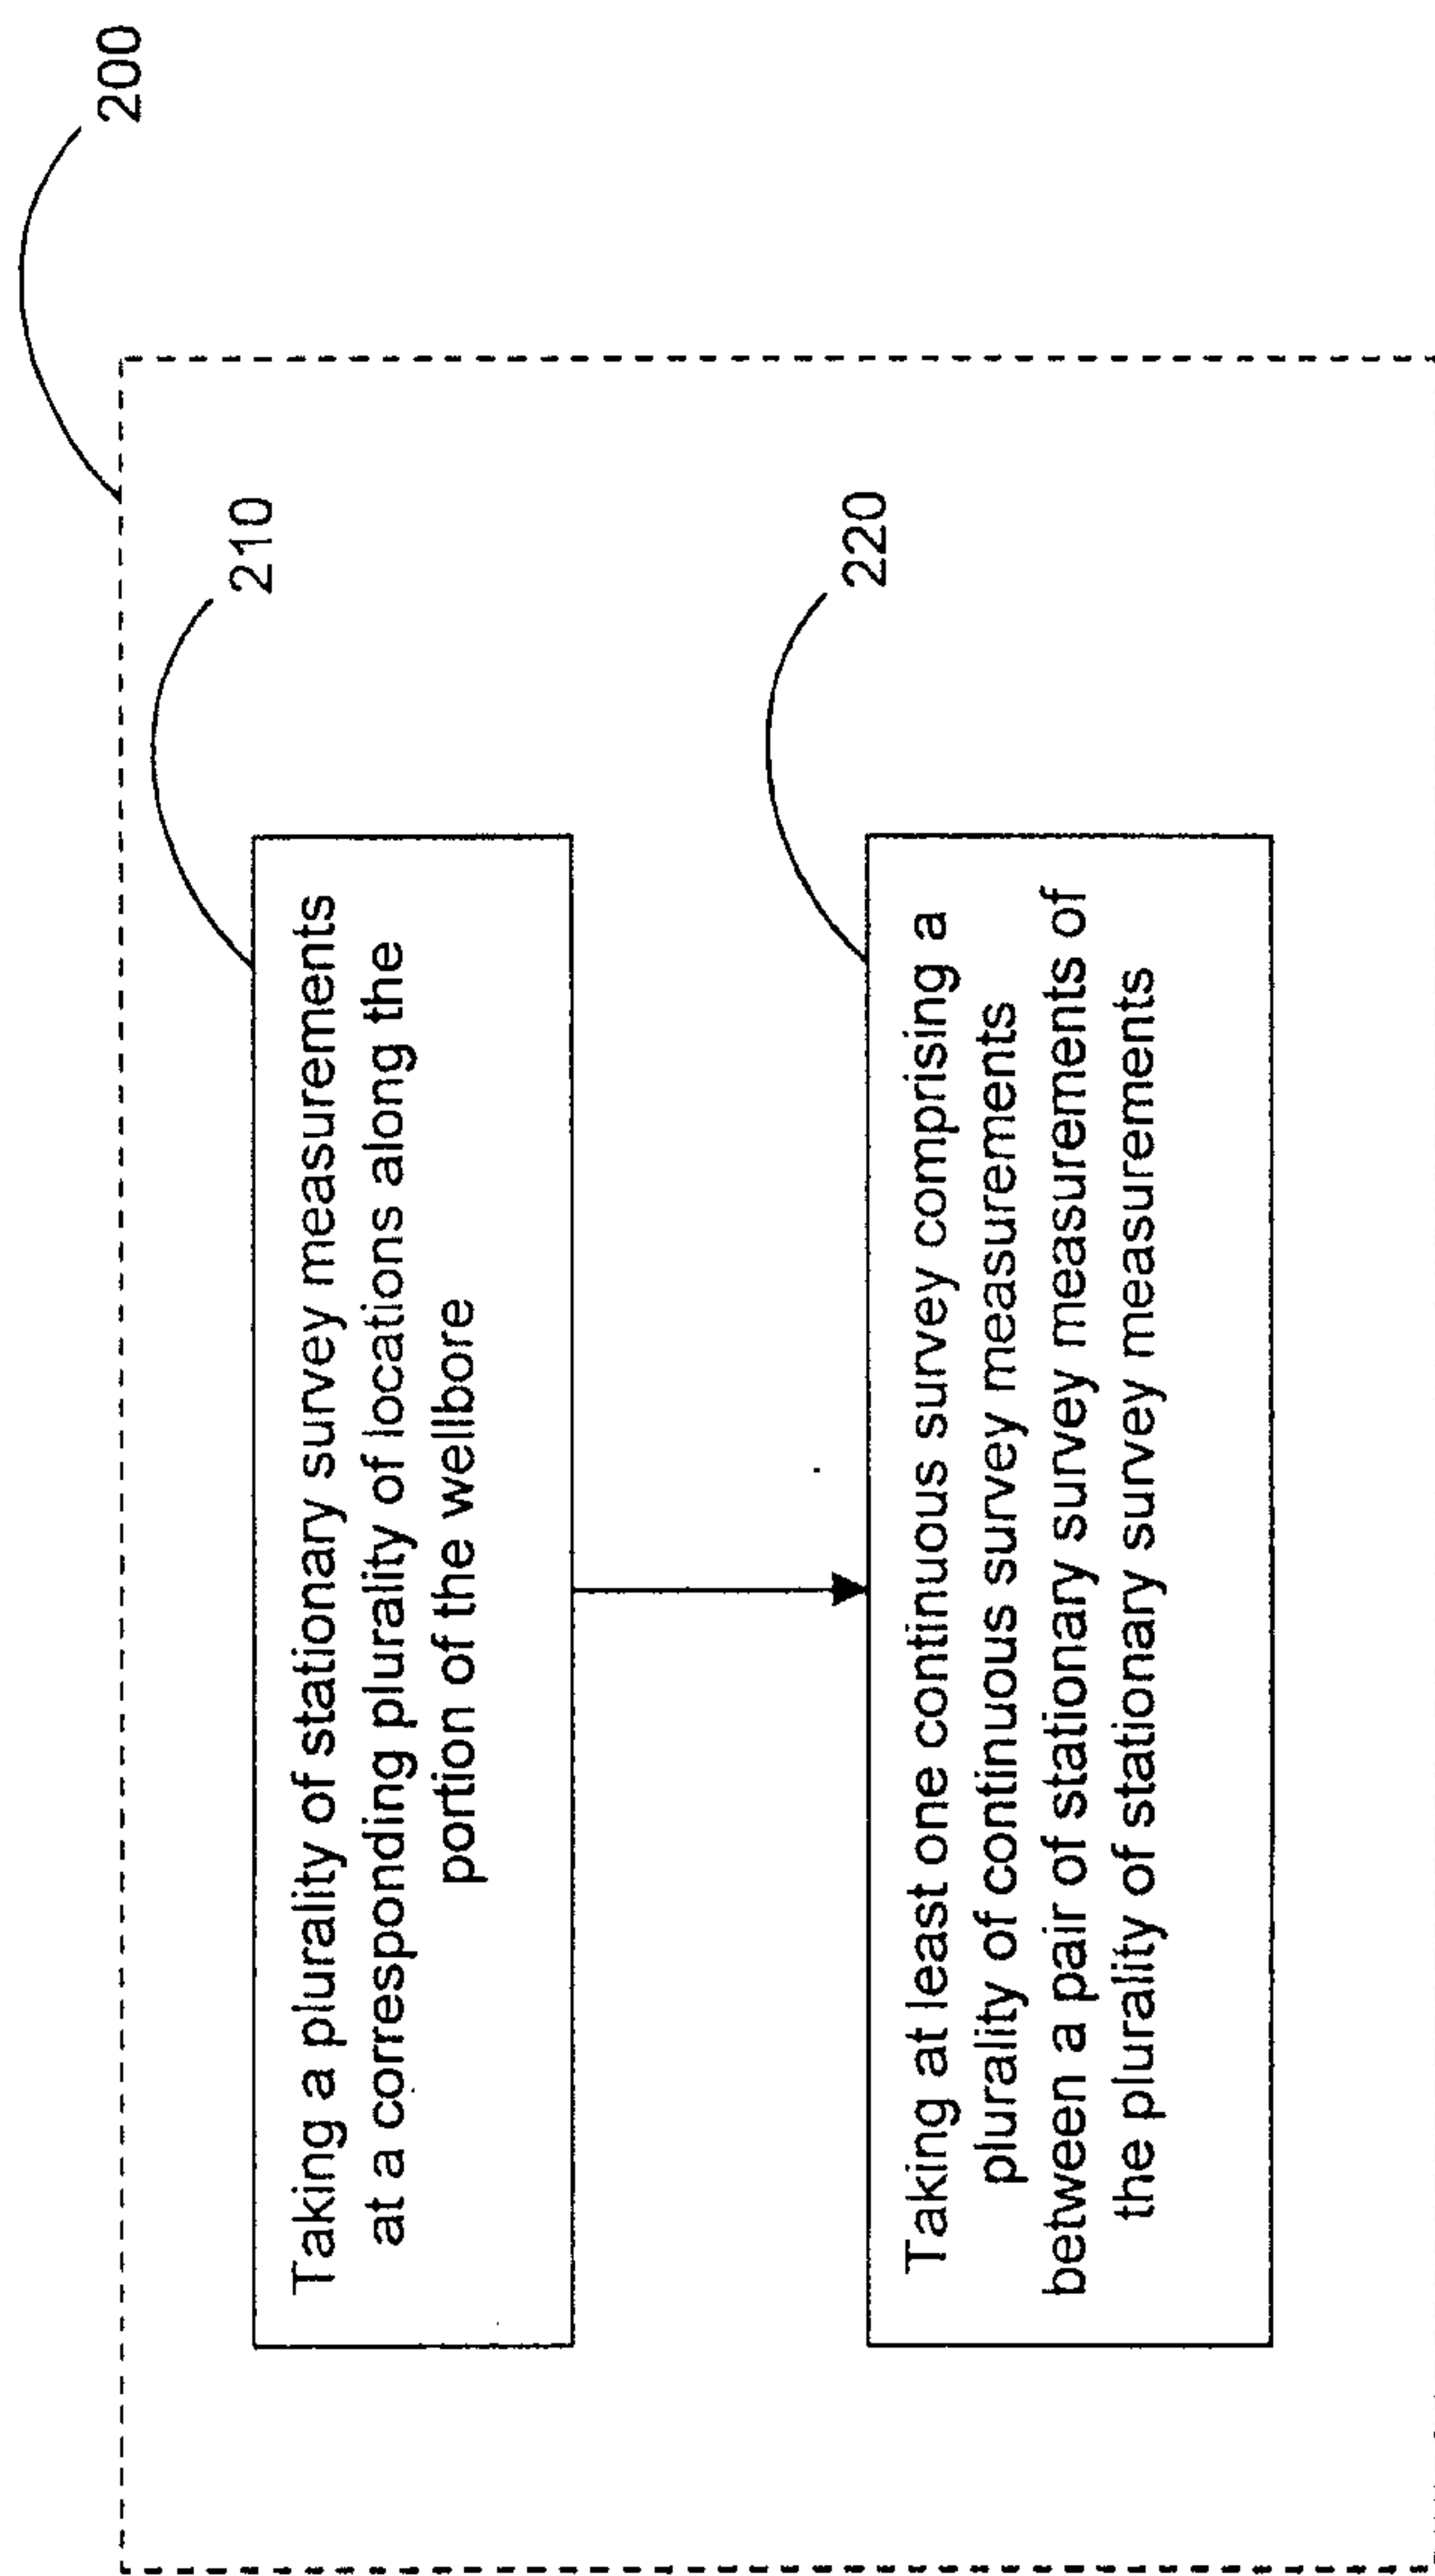 200
210
Taking a plurality of stationary survey measurements
at a corresponding plurality of locations along the
portion of the wellbore
220
Taking at least one continuous survey comprising a
plurality of continuous survey measurements
between a pair of stationary survey measurements of
the plurality of stationary survey measurements